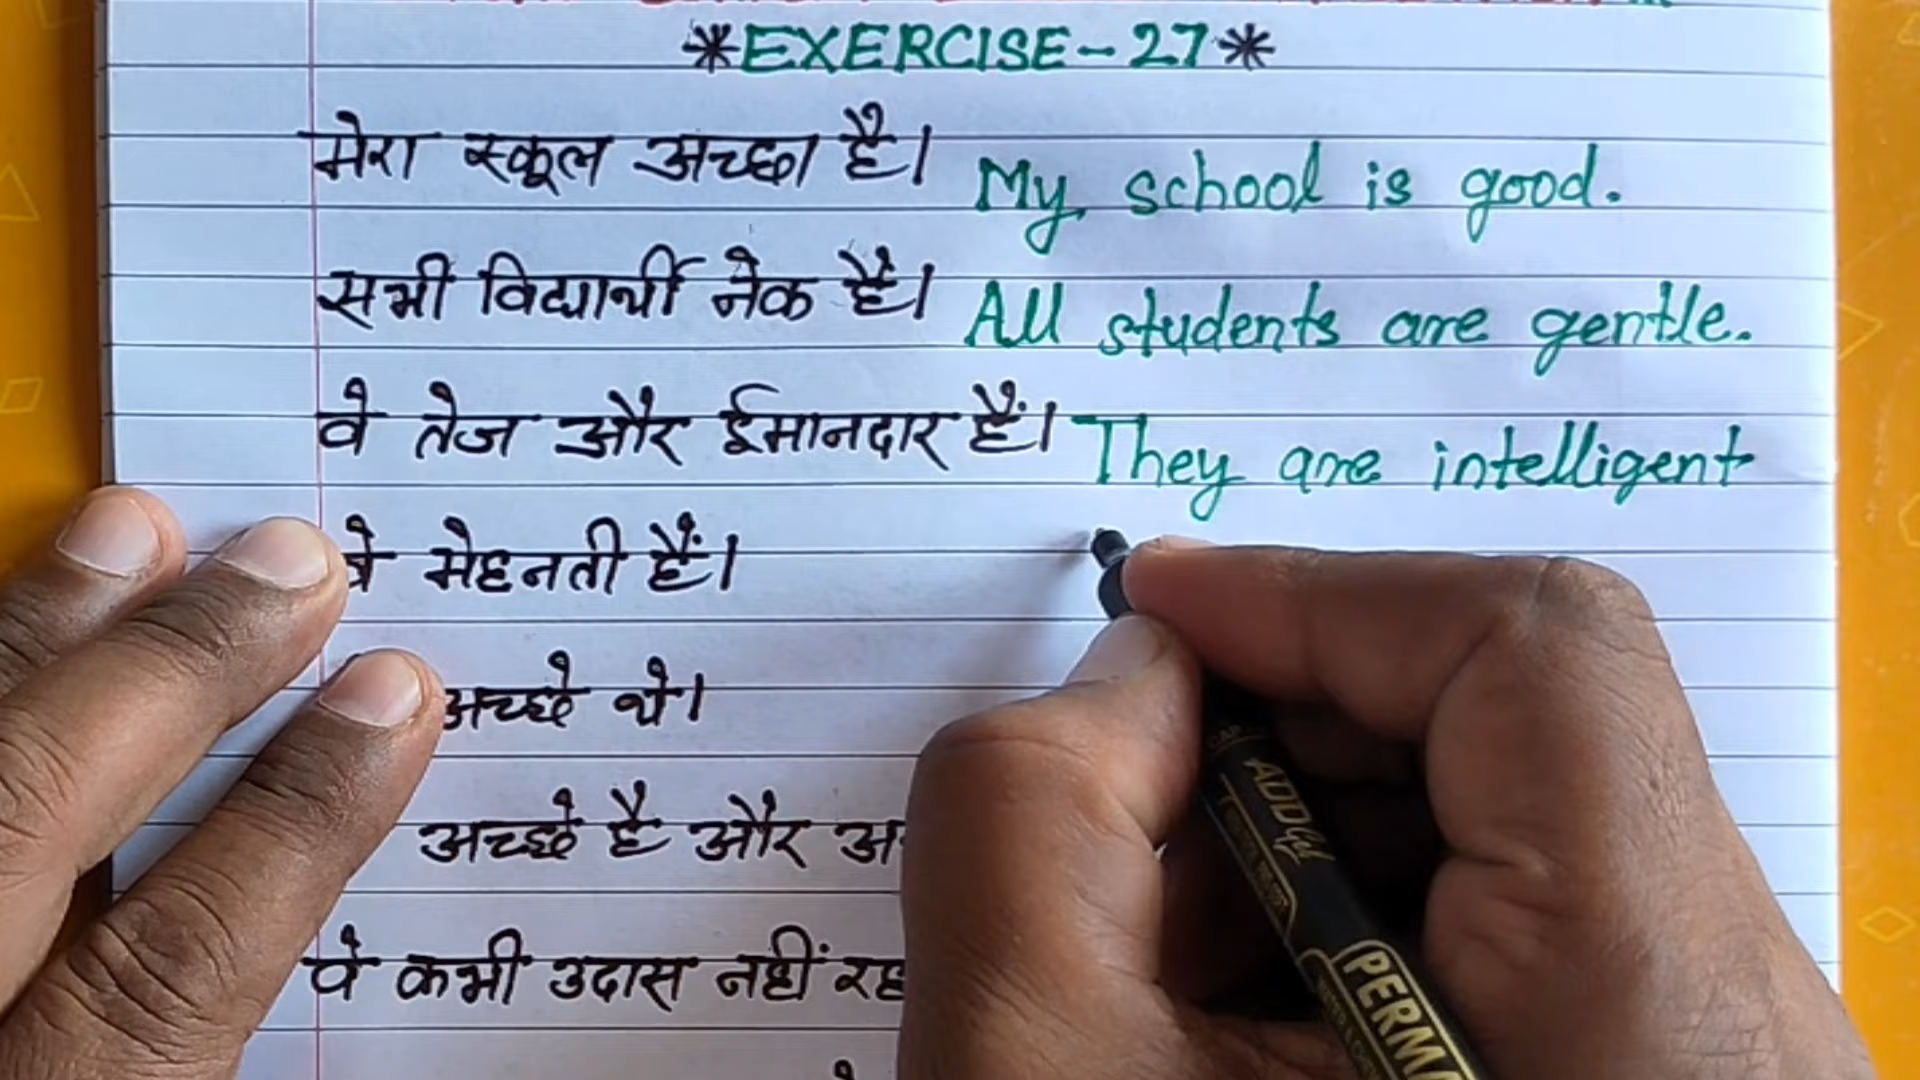 *EXERCISE-27*
मेरा स्कूल अच्छा है। My school is good.
सभी विद्यार्थी नेक है। All students are gentle.
वे तेज और ईमानदार हैं। They are intelligent
वे मेहनती हैं।
अच्छे थे।
अच्छे है और
वे कभी उदास नहीं
ADD Gel
PERMA